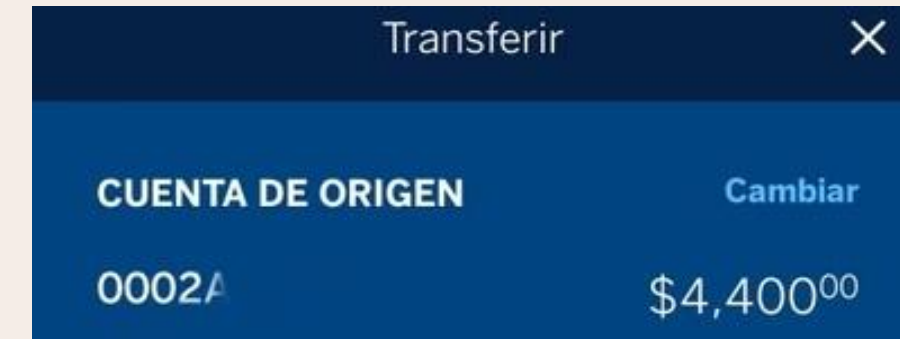 Transferir
CUENTA DE ORIGEN Cambiar
0002A $4,400⁰⁰